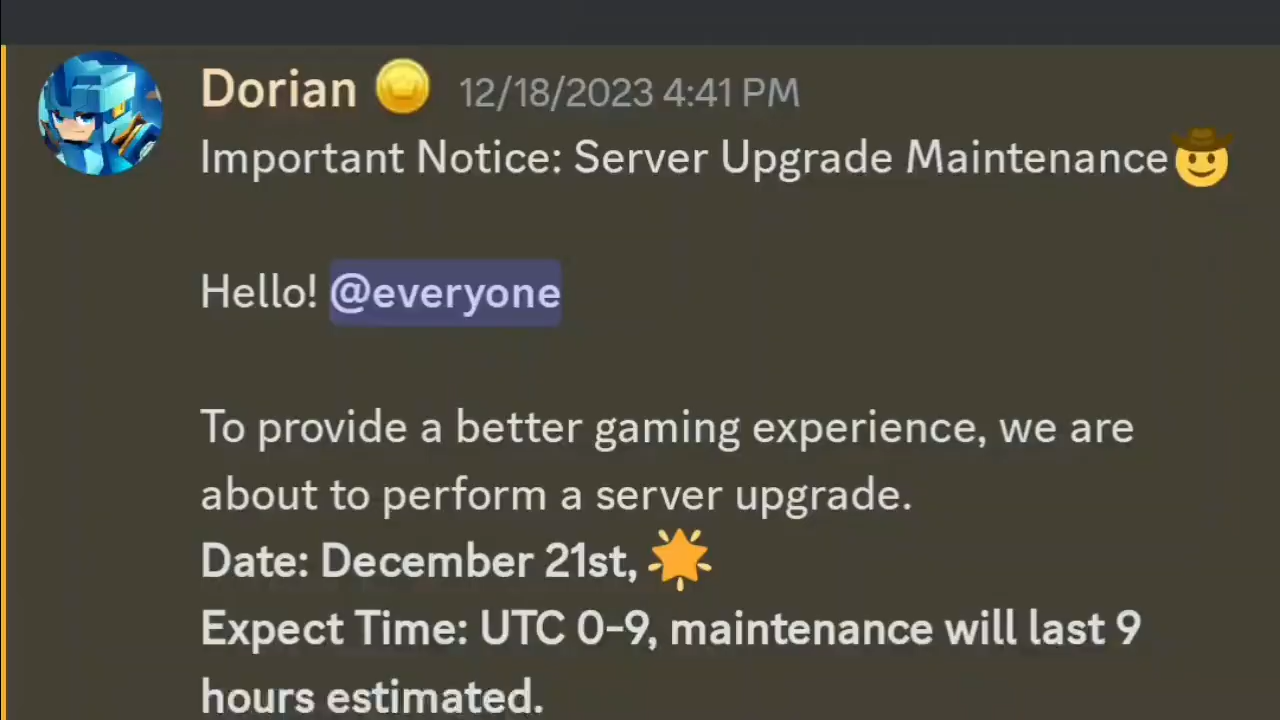 Dorian 12/18/2023 4:41 PM
Important Notice: Server Upgrade Maintenance🤠
Hello! @everyone
To provide a better gaming experience, we are
about to perform a server upgrade.
Date: December 21st, 🌟
Expect Time: UTC 0-9, maintenance will last 9
hours estimated.